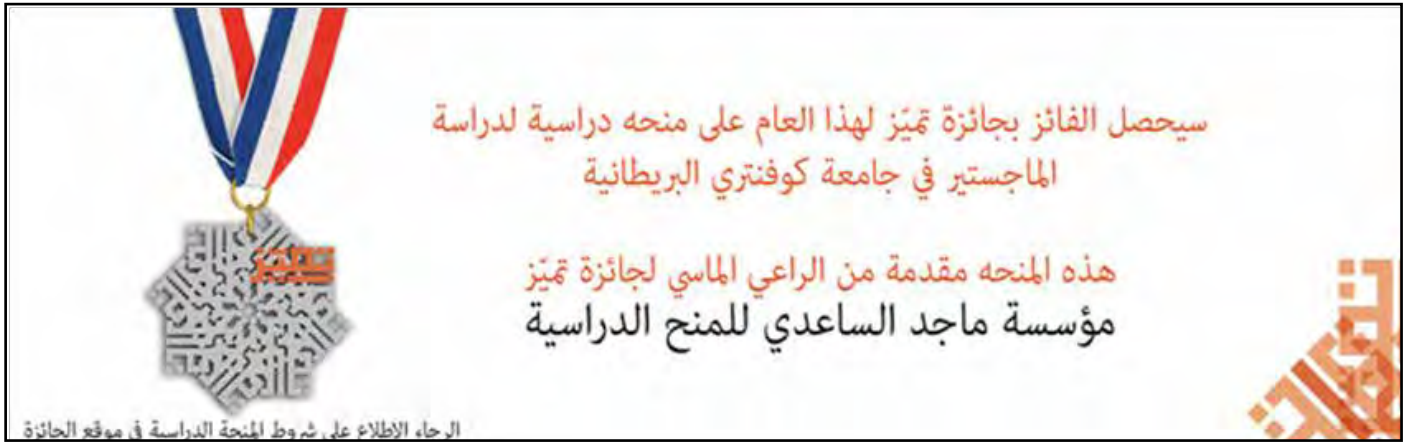 سيحصل الفائز بجائزة تميّز لهذا العام على منحه دراسية لدراسة
الماجستير في جامعة كوفنتري البريطانية
هذه المنحه مقدمة من الراعي الماسي لجائزة تميّز
مؤسسة ماجد الساعدي للمنح الدراسية
تميز
الرجاء الاطلاع على شروط المنحة الدراسية في موقع الجائزة